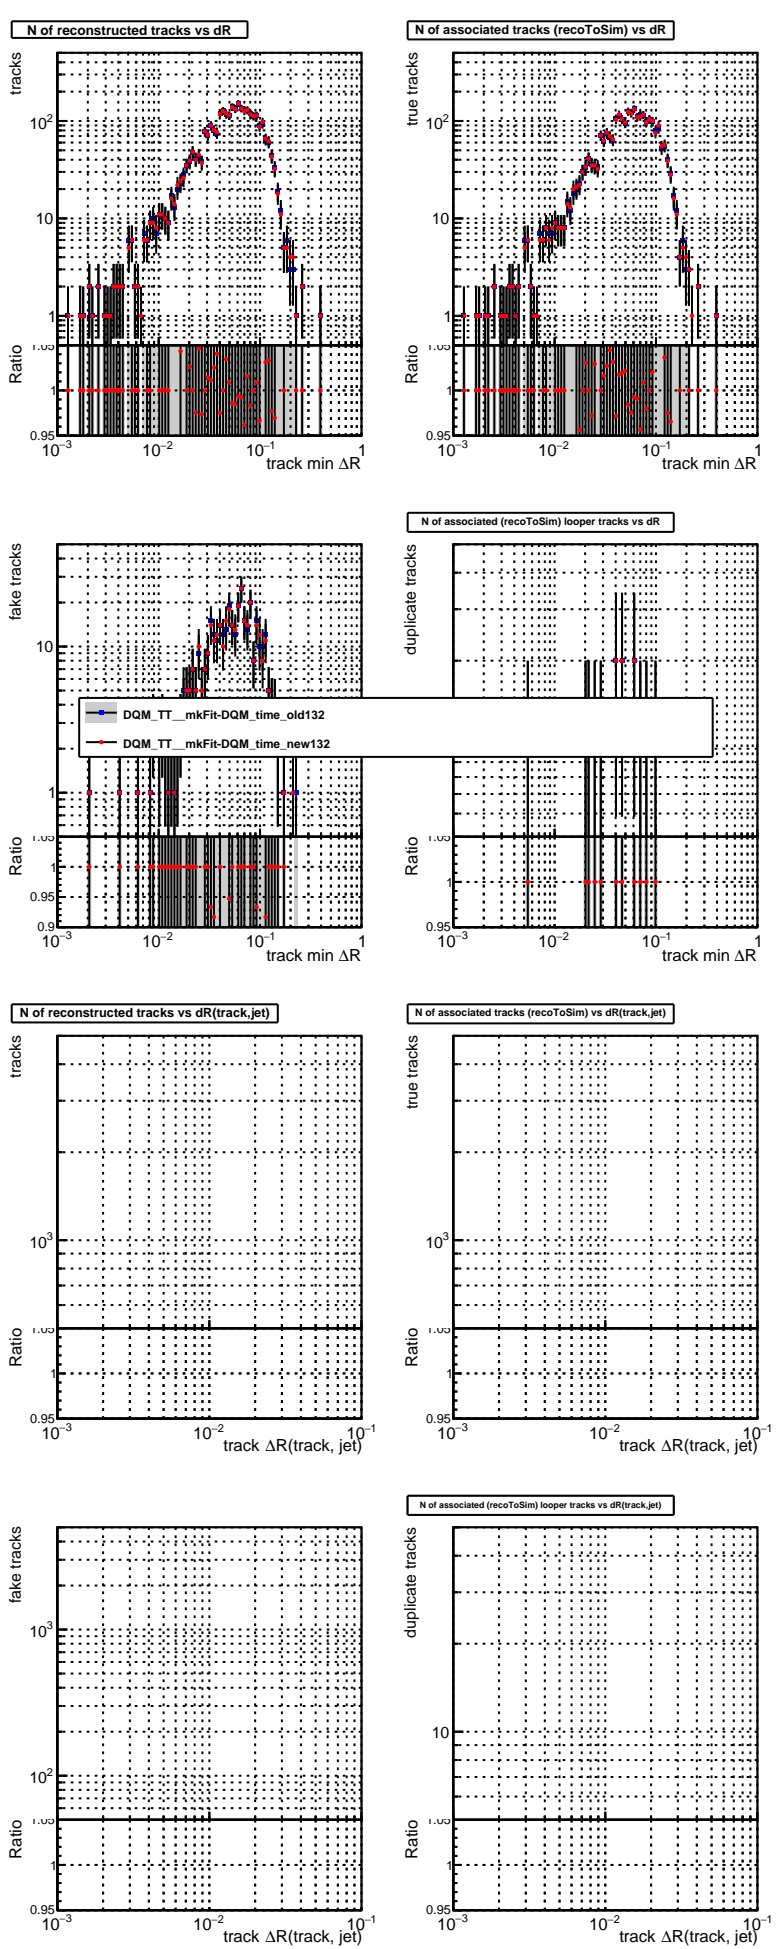 N of reconstructed tracks vs dR
N of associated tracks (recoToSim) vs dR
tracks
10²
10
1
Ratio
1.05
1
0.95
10⁻³
10⁻²
10⁻¹
1
track min ΔR
true tracks
10²
10
1
Ratio
1.05
1
0.95
10⁻³
10⁻²
10⁻¹
1
track min ΔR
N of associated (recoToSim) looper tracks vs dR
fake tracks
10
1
Ratio
1.05
1
0.95
0.9
10⁻³
10⁻²
10⁻¹
1
track min ΔR
duplicate tracks
Ratio
1.05
1
0.95
10⁻³
10⁻²
10⁻¹
1
track min ΔR
DQM_TT__mkFit-DQM_time_old132
DQM_TT__mkFit-DQM_time_new132
N of reconstructed tracks vs dR(track,jet)
N of associated tracks (recoToSim) vs dR(track,jet)
tracks
10³
Ratio
1.05
1
0.95
10⁻³
10⁻²
10⁻¹
track ΔR(track, jet)
true tracks
10³
Ratio
1.05
1
0.95
10⁻³
10⁻²
10⁻¹
track ΔR(track, jet)
N of associated (recoToSim) looper tracks vs dR(track,jet)
fake tracks
10³
10²
Ratio
1.05
1
0.95
10⁻³
10⁻²
10⁻¹
track ΔR(track, jet)
duplicate tracks
10
Ratio
1.05
1
0.95
10⁻³
10⁻²
10⁻¹
track ΔR(track, jet)